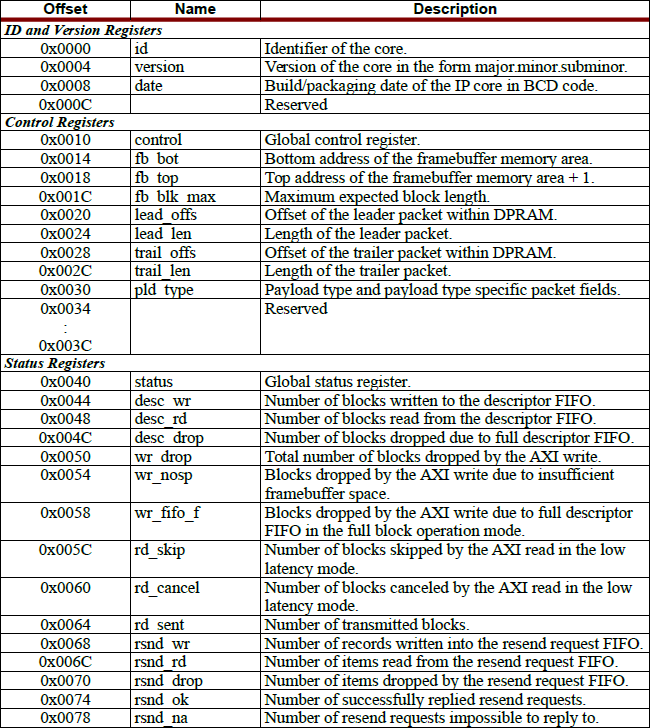 Offset Name Description
ID and Version Registers
0x0000 id Identifier of the core.
0x0004 version Version of the core in the form major.minor.subminor.
0x0008 date Build/packaging date of the IP core in BCD code.
0x000C Reserved
Control Registers
0x0010 control Global control register.
0x0014 fb_bot Bottom address of the framebuffer memory area.
0x0018 fb_top Top address of the framebuffer memory area + 1.
0x001C fb_blk_max Maximum expected block length.
0x0020 lead_offs Offset of the leader packet within DPRAM.
0x0024 lead_len Length of the leader packet.
0x0028 trail_offs Offset of the trailer packet within DPRAM.
0x002C trail_len Length of the trailer packet.
0x0030 pld_type Payload type and payload type specific packet fields.
0x0034 Reserved
:
0x003C
Status Registers
0x0040 status Global status register.
0x0044 desc_wr Number of blocks written to the descriptor FIFO.
0x0048 desc_rd Number of blocks read from the descriptor FIFO.
0x004C desc_drop Number of blocks dropped due to full descriptor FIFO.
0x0050 wr_drop Total number of blocks dropped by the AXI write.
0x0054 wr_nosp Blocks dropped by the AXI write due to insufficient
framebuffer space.
0x0058 wr_fifo_f Blocks dropped by the AXI write due to full descriptor
FIFO in the full block operation mode.
0x005C rd_skip Number of blocks skipped by the AXI read in the low
latency mode.
0x0060 rd_cancel Number of blocks canceled by the AXI read in the low
latency mode.
0x0064 rd_sent Number of transmitted blocks.
0x0068 rsnd_wr Number of records written into the resend request FIFO.
0x006C rsnd_rd Number of items read from the resend request FIFO.
0x0070 rsnd_drop Number of items dropped by the resend request FIFO.
0x0074 rsnd_ok Number of successfully replied resend requests.
0x0078 rsnd_na Number of resend requests impossible to reply to.